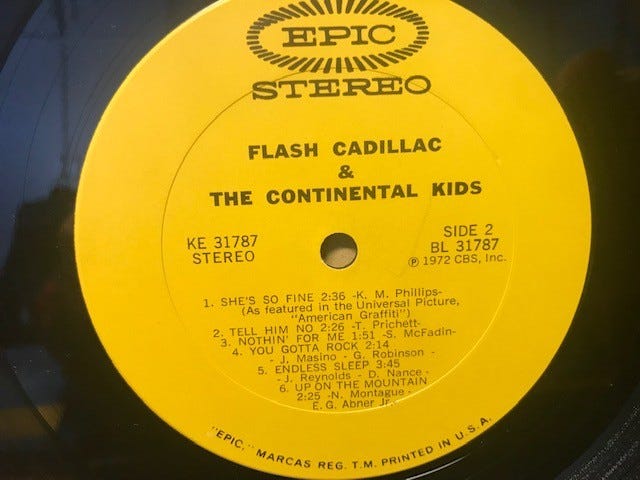 EPIC
STEREO
FLASH CADILLAC
&
THE CONTINENTAL KIDS
KE 31787
STEREO
SIDE 2
BL 31787
Ⓟ 1972 CBS, Inc.
1. SHE'S SO FINE 2:36 -K. M. Phillips-
(As featured in the Universal Picture,
"American Graffiti")
2. TELL HIM NO 2:26 -T. Prichett-
3. NOTHIN' FOR ME 1:51 -S. McFadin-
4. YOU GOTTA ROCK 2:14
- J. Masino - G. Robinson -
5. ENDLESS SLEEP 3:45
- J. Reynolds - D. Nance -
6. UP ON THE MOUNTAIN
2:25 -N. Montague -
E. G. Abner Jr.-
"EPIC," MARCAS REG. T.M. PRINTED IN U.S.A.